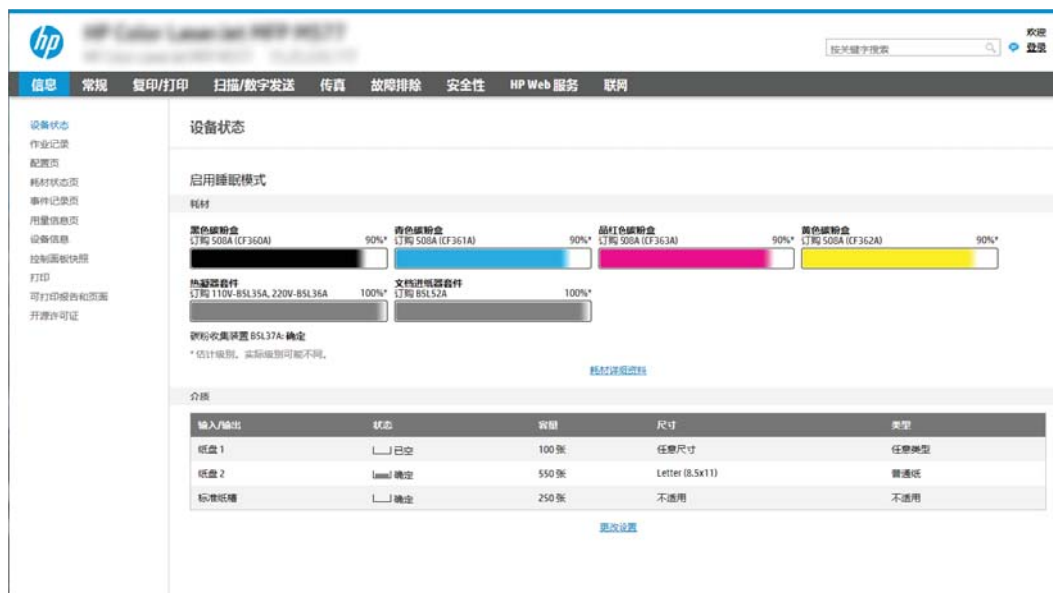 hp
HP Color LaserJet MFP M577
欢迎
按关键字搜索
登录
信息 常规 复印/打印 扫描/数字发送 传真 故障排除 安全性 HP Web 服务 联网
设备状态
作业记录
配置页
耗材状态页
事件记录页
用量信息页
设备信息
控制面板快照
打印
可打印报告和页面
开源许可证
设备状态
启用睡眠模式
耗材
黑色碳粉盒 青色碳粉盒 品红色碳粉盒 黄色碳粉盒
订购 508A (CF360A) 90%* 订购 508A (CF361A) 90%* 订购 508A (CF363A) 90%* 订购 508A (CF362A) 90%*
热凝器套件 文档进纸器套件
订购 110V-B5L35A, 220V-B5L36A 100%* 订购 B5L52A 100%*
碳粉收集装置 B5L37A: 确定
* 估计级别。实际级别可能不同。
耗材详细资料
介质
输入/输出 状态 容量 尺寸 类型
纸盘 1 已空 100 张 任意尺寸 任意类型
纸盘 2 确定 550 张 Letter (8.5x11) 普通纸
标准纸槽 确定 250 张 不适用 不适用
更改设置